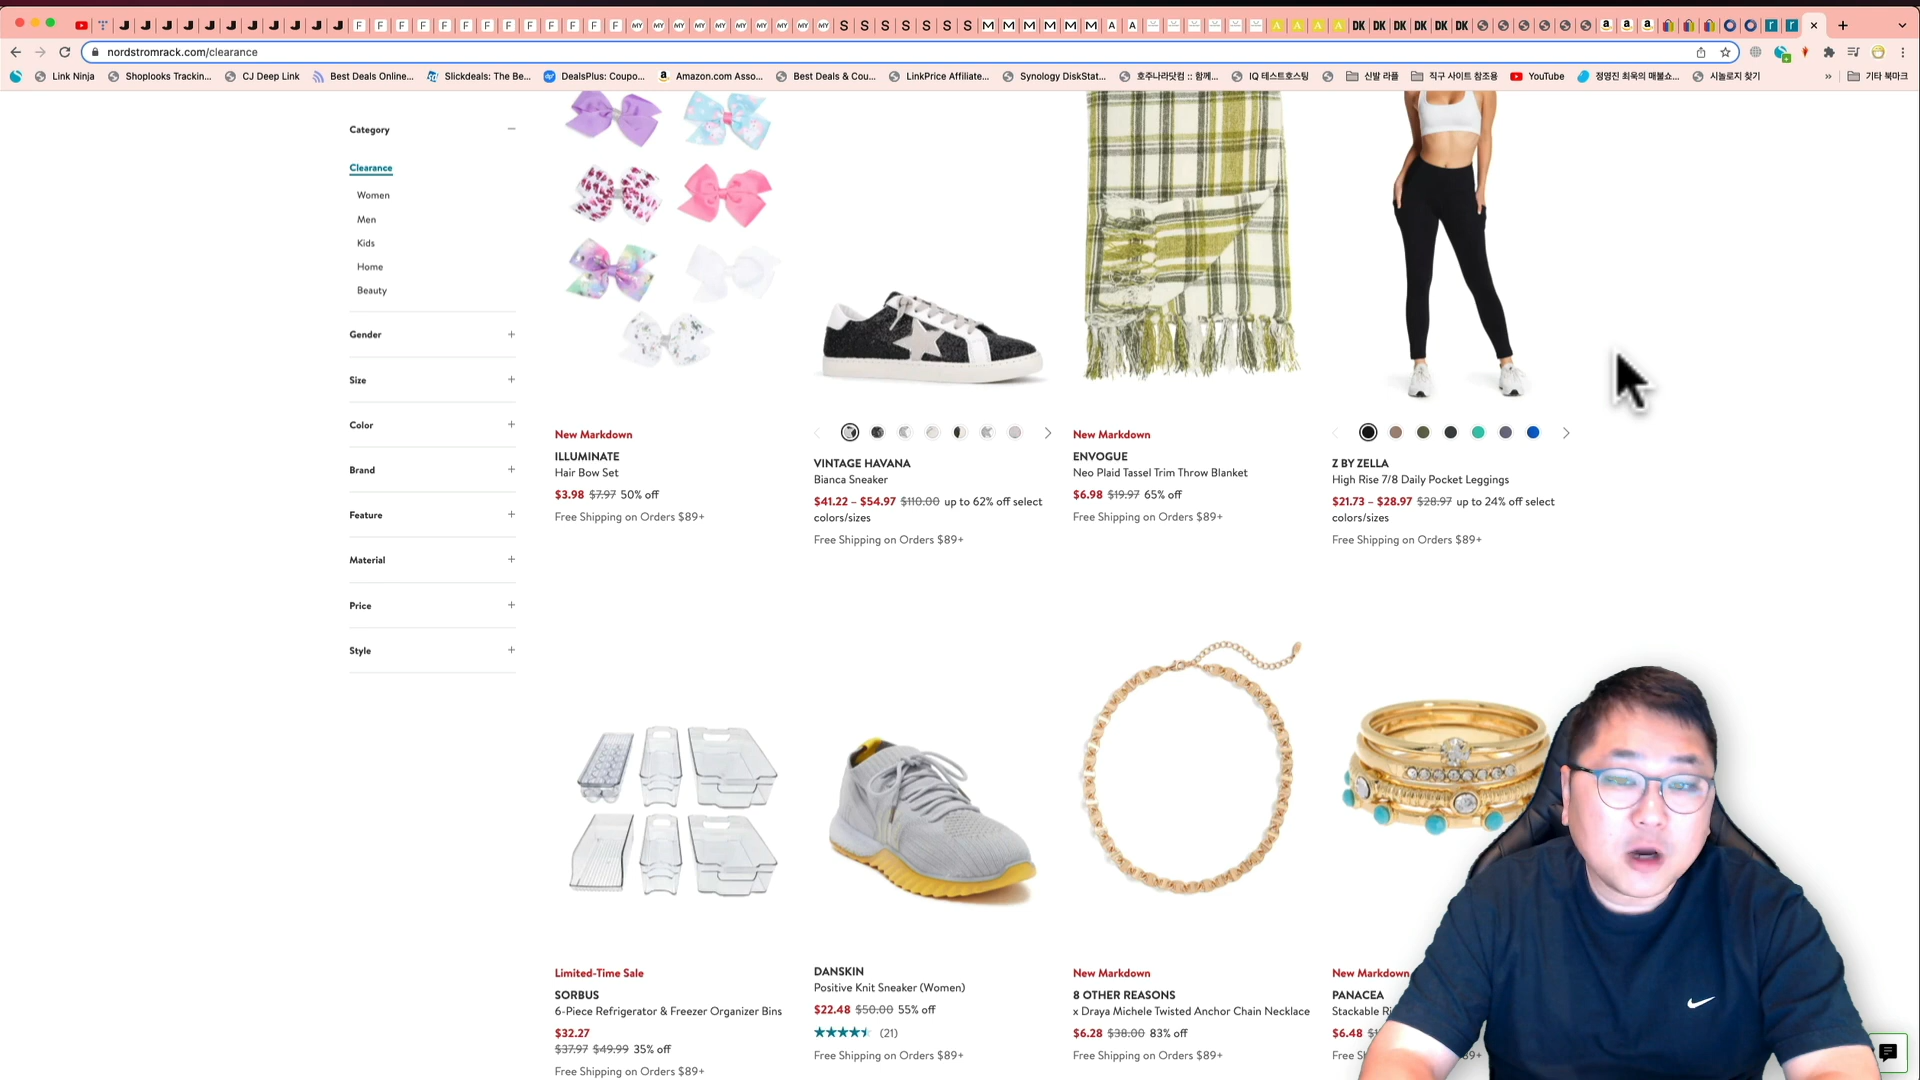 nordstromrack.com/clearance
Link Ninja
Shoplooks Trackin...
CJ Deep Link
Best Deals Online...
Slickdeals: The Be...
DealsPlus: Coupo...
Amazon.com Asso...
Best Deals & Cou...
LinkPrice Affiliate...
Synology DiskStat...
호주나라닷컴 :: 함께...
IQ 테스트호스팅
신발 라플
직구 사이트 참조용
YouTube
정영진 최욱의 매불쇼...
시놀로지 찾기
»
기타 북마크
Category
Clearance
Women
Men
Kids
Home
Beauty
Gender
Size
Color
Brand
Feature
Material
Price
Style
New Markdown
ILLUMINATE
Hair Bow Set
$3.98 $7.97 50% off
Free Shipping on Orders $89+
VINTAGE HAVANA
Bianca Sneaker
$41.22 – $54.97 $110.00 up to 62% off select
colors/sizes
Free Shipping on Orders $89+
New Markdown
ENVOGUE
Neo Plaid Tassel Trim Throw Blanket
$6.98 $19.97 65% off
Free Shipping on Orders $89+
Z BY ZELLA
High Rise 7/8 Daily Pocket Leggings
$21.73 – $28.97 $28.97 up to 24% off select
colors/sizes
Free Shipping on Orders $89+
Limited-Time Sale
SORBUS
6-Piece Refrigerator & Freezer Organizer Bins
$32.27
$37.97 $49.99 35% off
Free Shipping on Orders $89+
DANSKIN
Positive Knit Sneaker (Women)
$22.48 $50.00 55% off
(21)
Free Shipping on Orders $89+
New Markdown
8 OTHER REASONS
x Draya Michele Twisted Anchor Chain Necklace
$6.28 $38.00 83% off
Free Shipping on Orders $89+
New Markdown
PANACEA
Stackable
$6.48